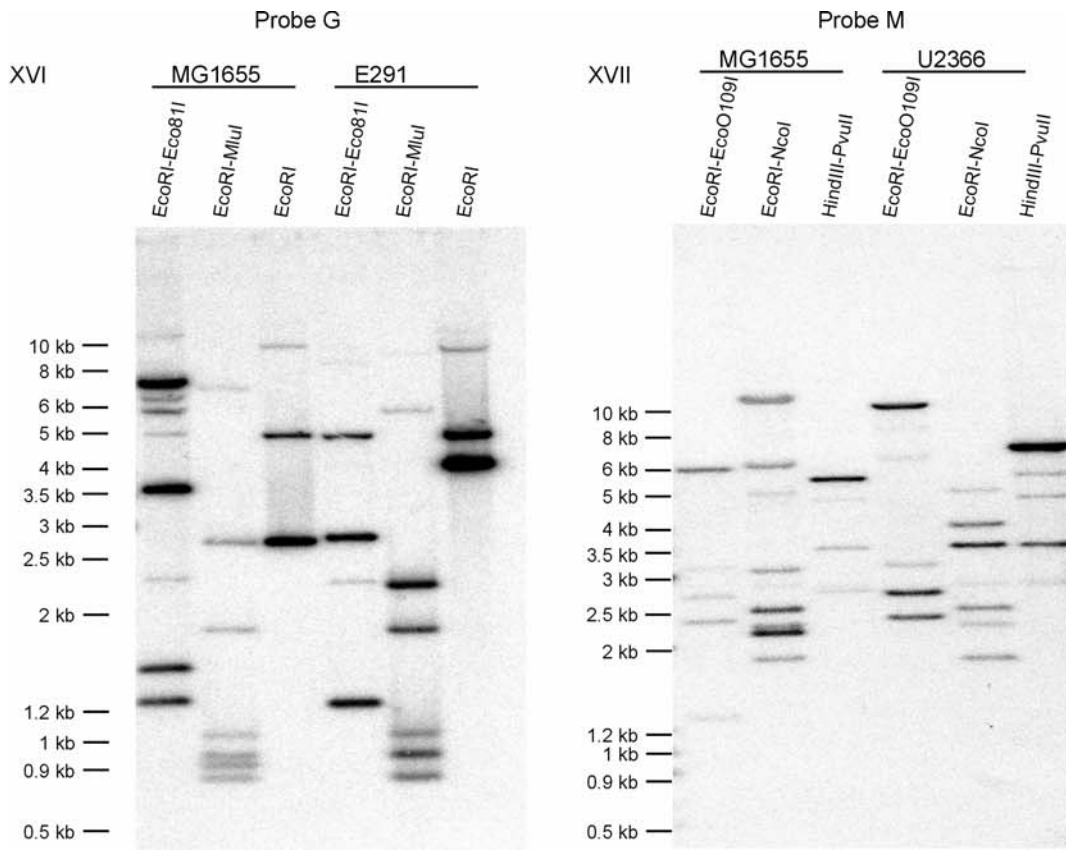 Probe G
Probe M
XVI
MG1655
E291
XVII
MG1655
U2366
EcoRI-Eco81I
EcoRI-MluI
EcoRI
EcoRI-Eco81I
EcoRI-MluI
EcoRI
EcoRI-EcoO109I
EcoRI-NcoI
HindIII-PvuII
EcoRI-EcoO109I
EcoRI-NcoI
HindIII-PvuII
10 kb
8 kb
6 kb
5 kb
4 kb
3.5 kb
3 kb
2.5 kb
2 kb
1.2 kb
1 kb
0.9 kb
0.5 kb
10 kb
8 kb
6 kb
5 kb
4 kb
3.5 kb
3 kb
2.5 kb
2 kb
1.2 kb
1 kb
0.9 kb
0.5 kb